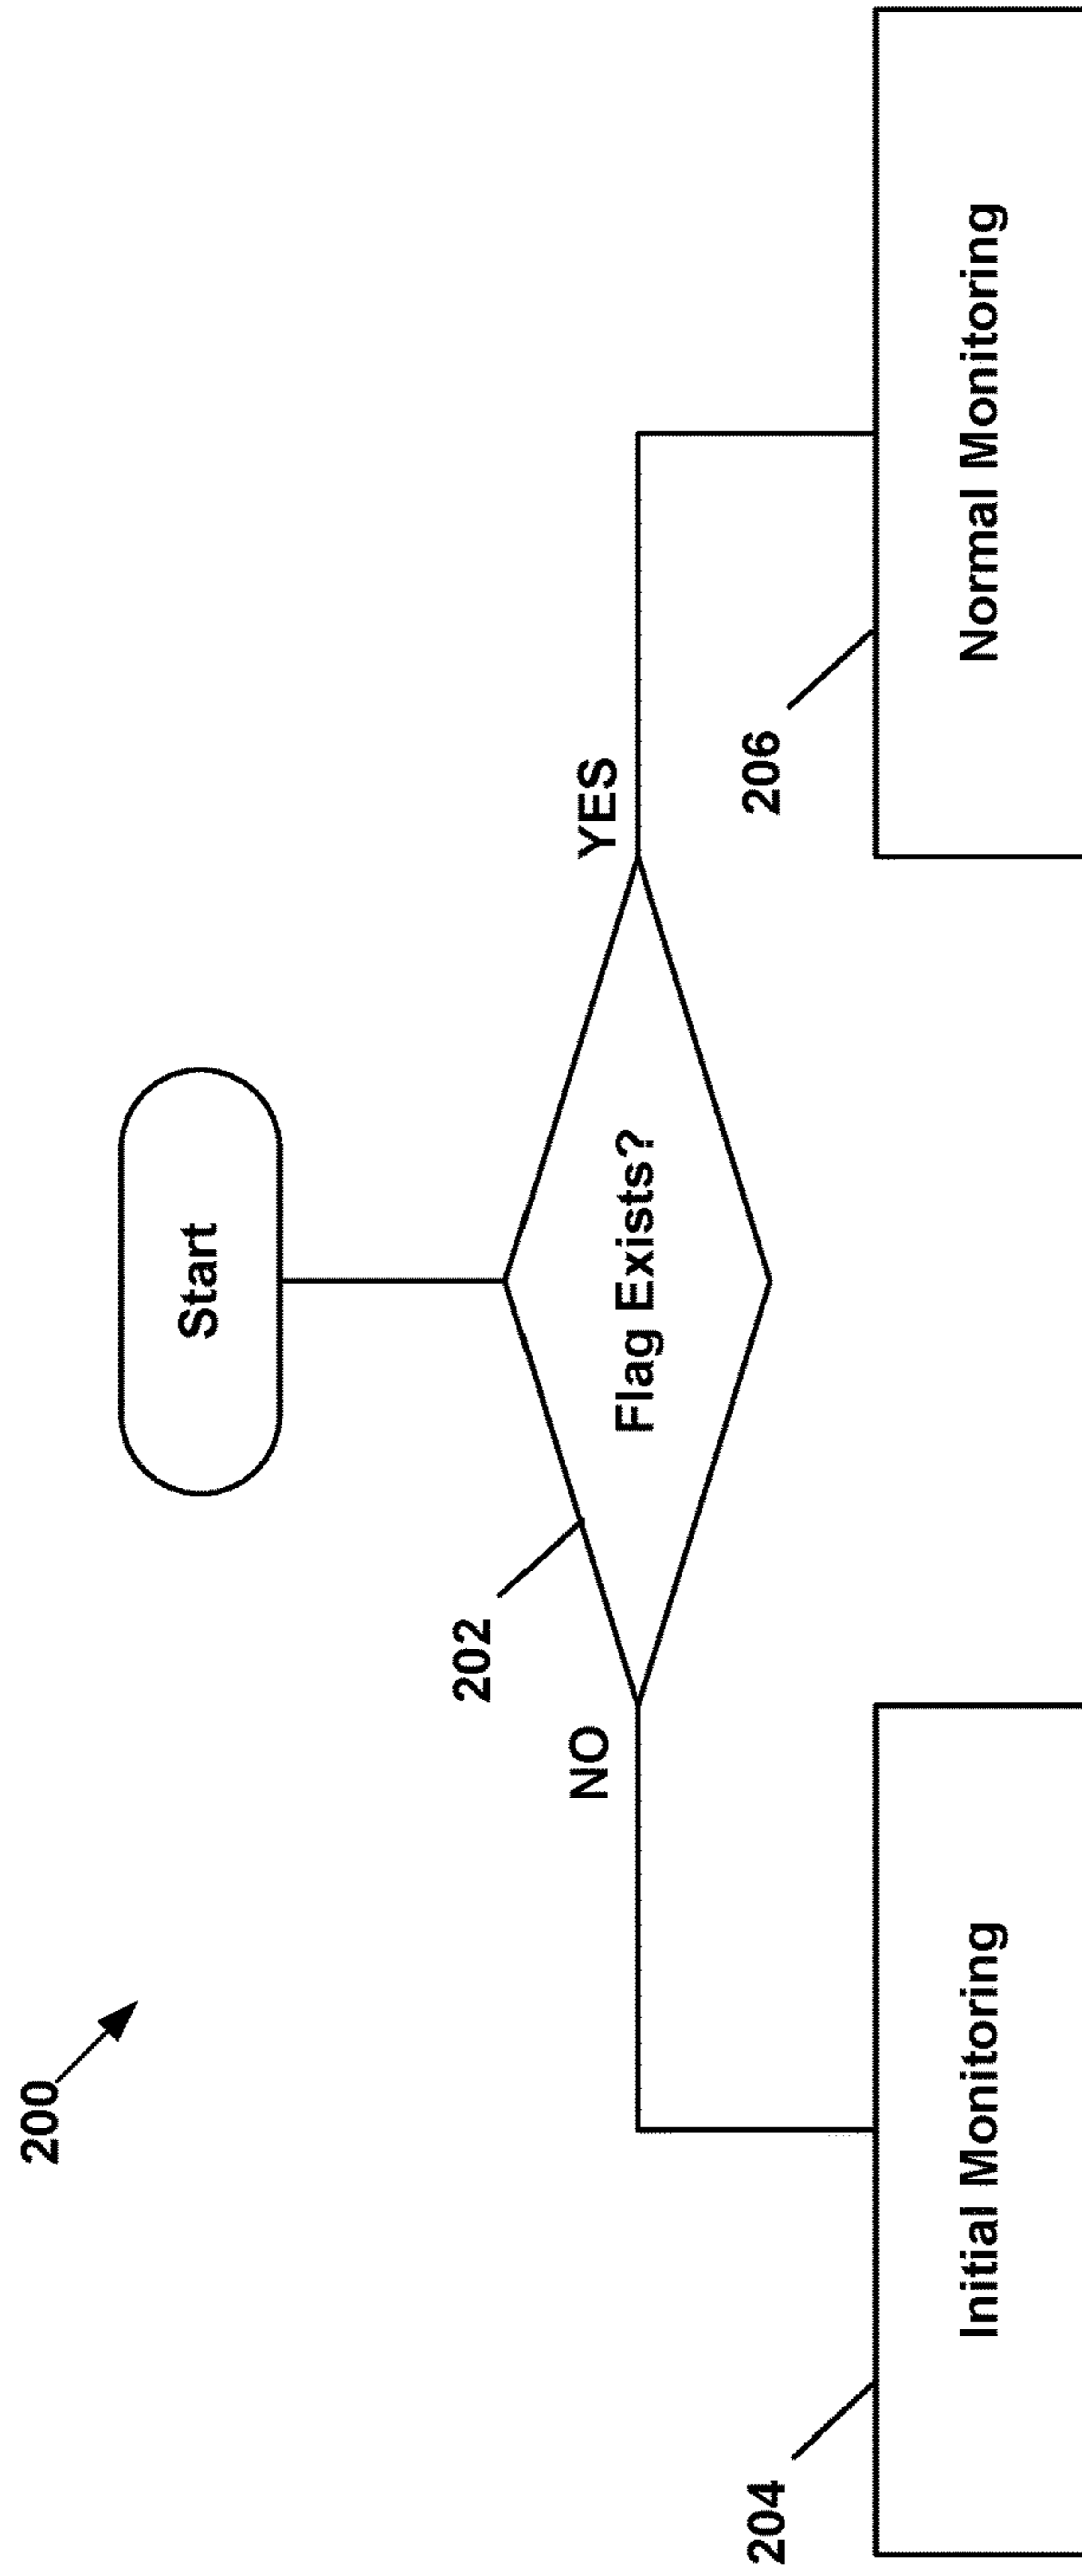 200
Start
202
Flag Exists?
NO
YES
204
206
Initial Monitoring
Normal Monitoring